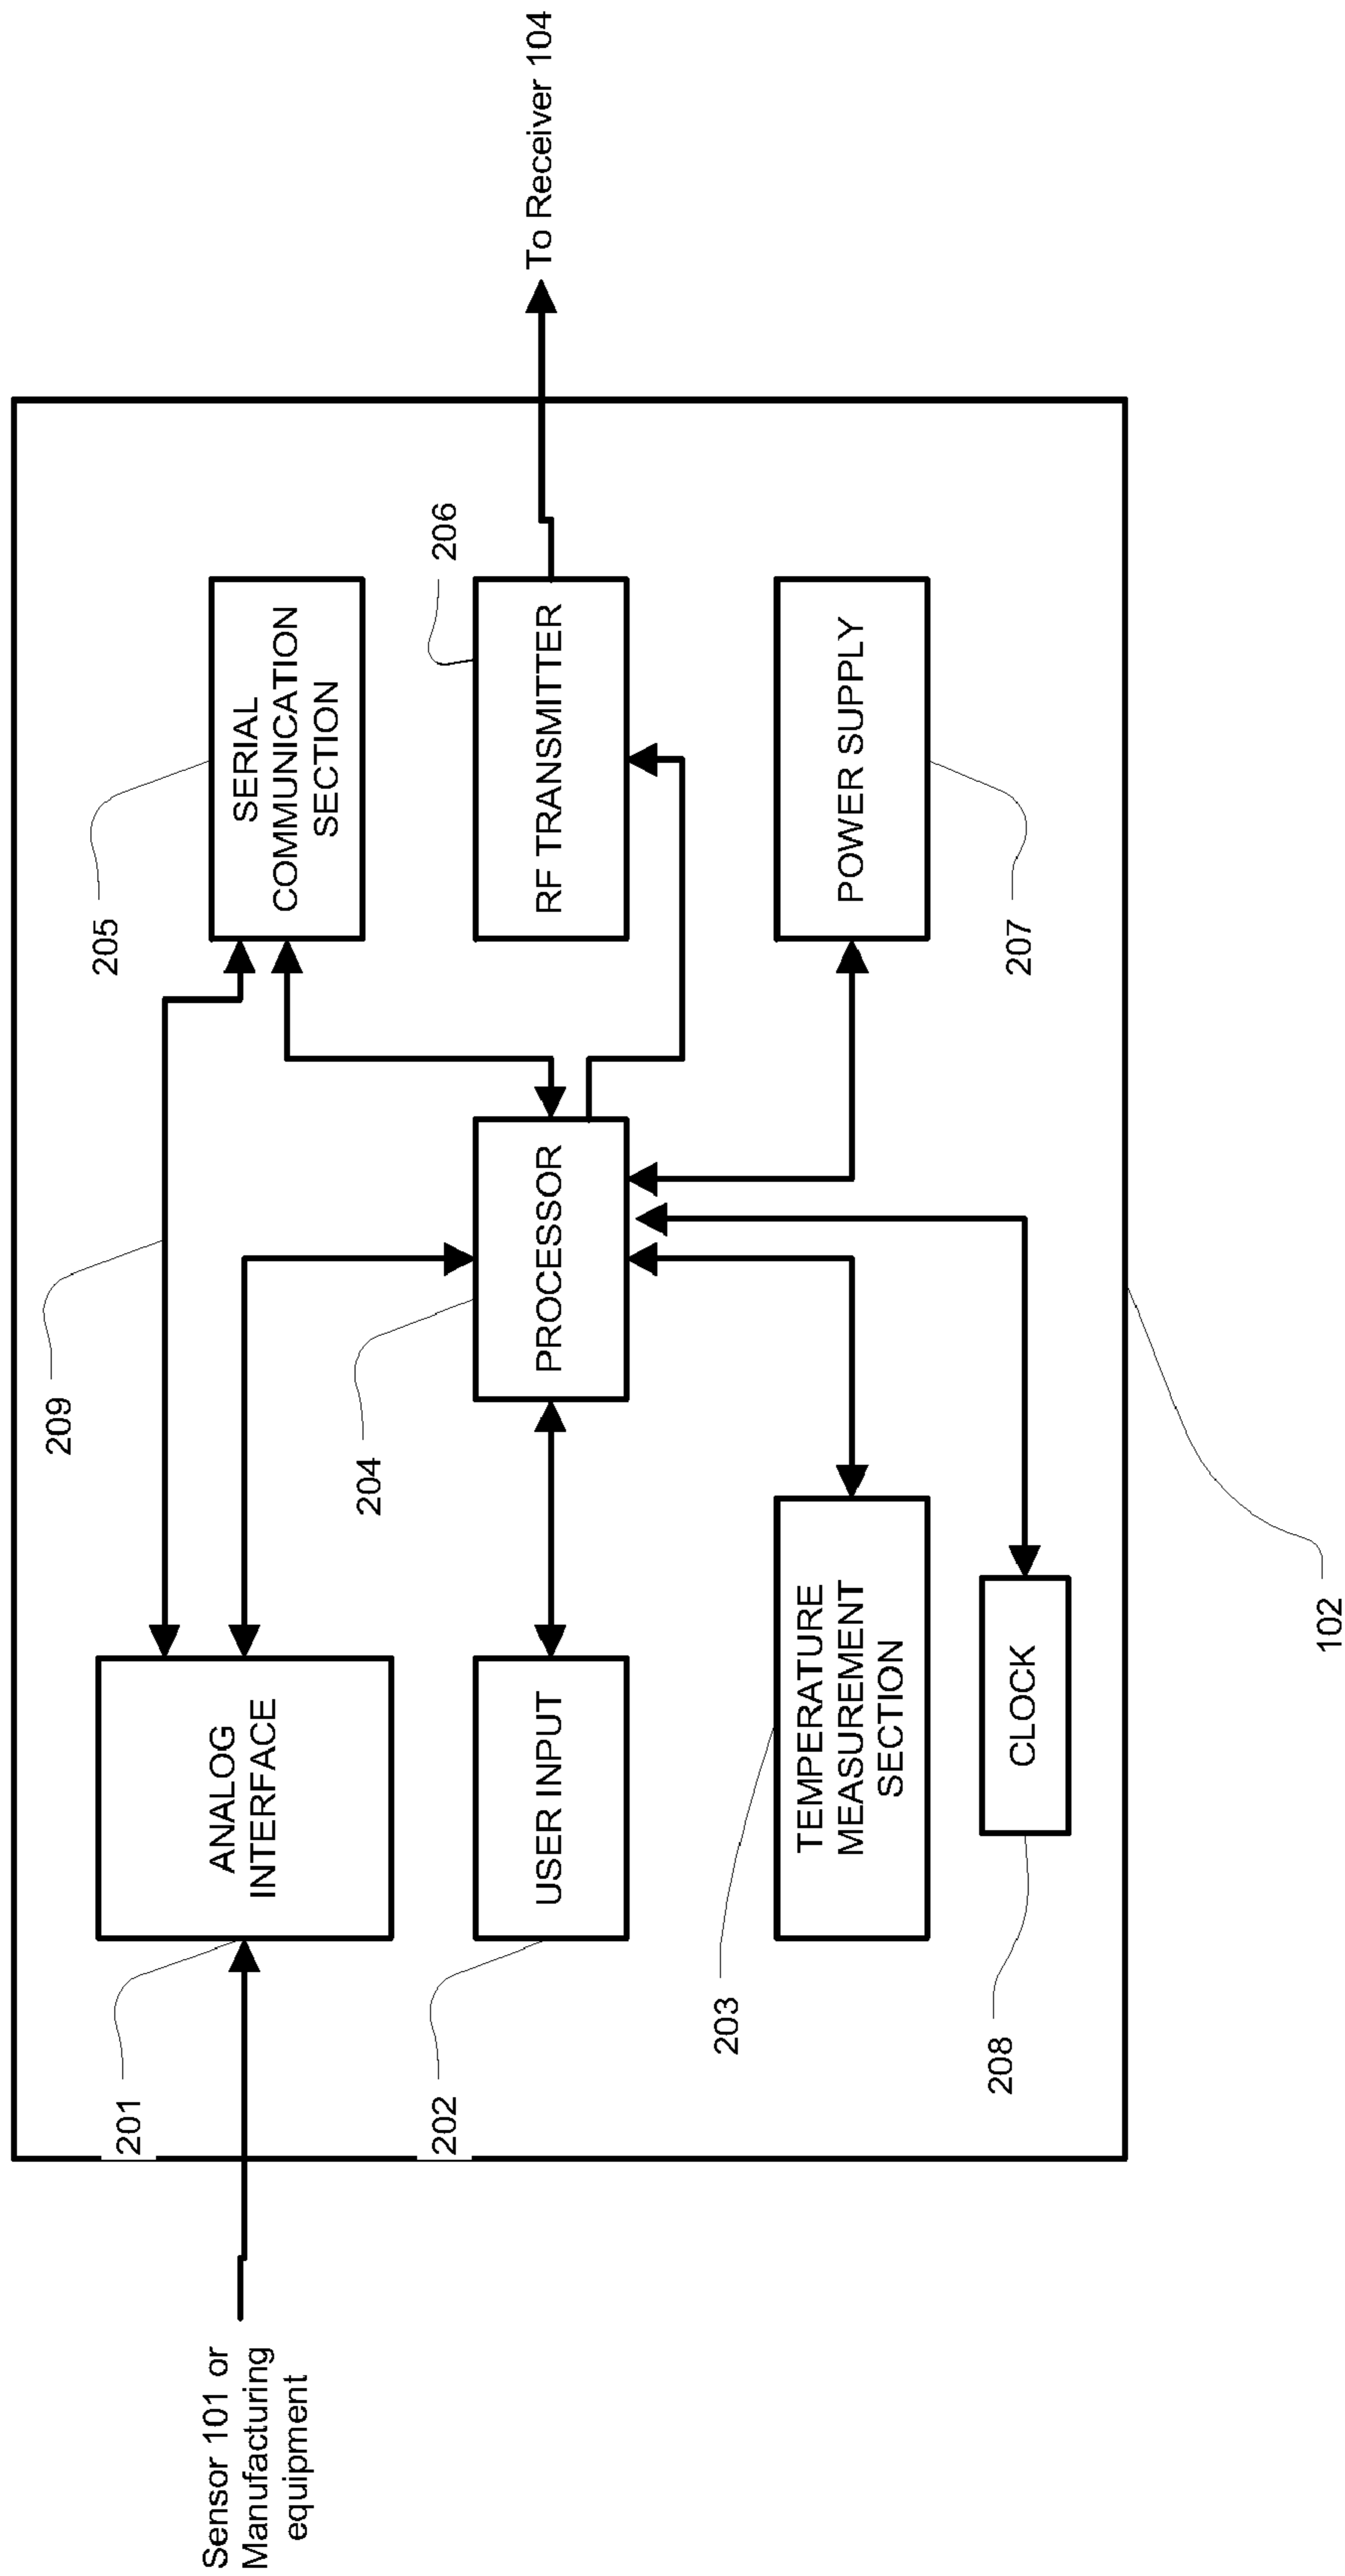 Sensor 101 or
Manufacturing
equipment
201
ANALOG
INTERFACE
209
205
SERIAL
COMMUNICATION
SECTION
202
USER INPUT
204
PROCESSOR
206
RF TRANSMITTER
To Receiver 104
203
TEMPERATURE
MEASUREMENT
SECTION
207
POWER SUPPLY
208
CLOCK
102